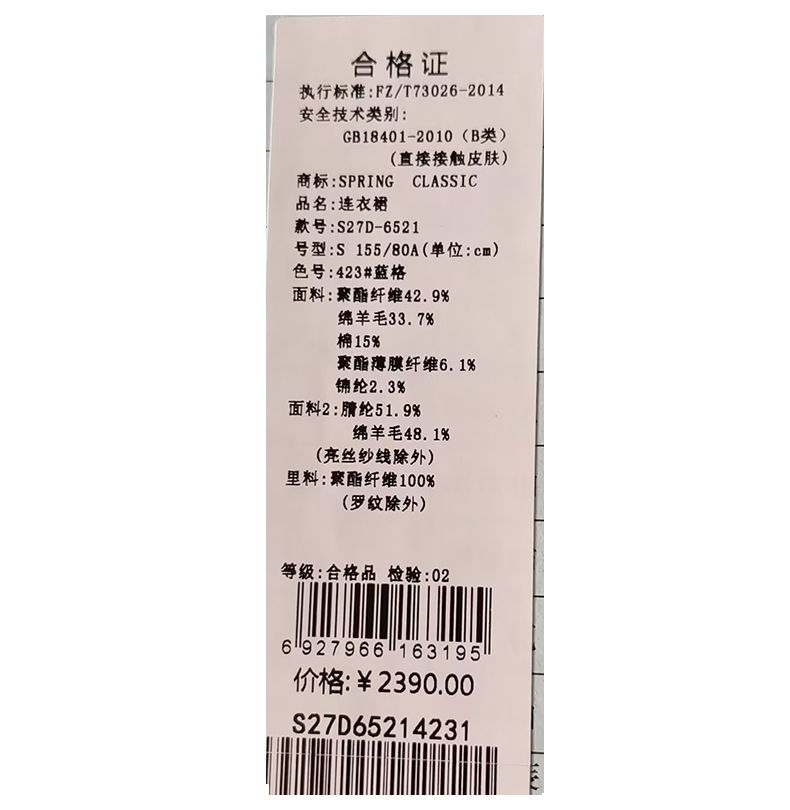 合格证
执行标准:FZ/T73026-2014
安全技术类别:
GB18401-2010（B类）
(直接接触皮肤)
商标:SPRING CLASSIC
品名:连衣裙
款号:S27D-6521
号型:S 155/80A(单位:cm)
色号:423#蓝格
面料:聚酯纤维42.9%
绵羊毛33.7%
棉15%
聚酯薄膜纤维6.1%
锦纶2.3%
面料2:腈纶51.9%
绵羊毛48.1%
(亮丝纱线除外)
里料:聚酯纤维100%
(罗纹除外)
等级:合格品 检验:02
6 927966 163195
价格:¥2390.00
S27D65214231